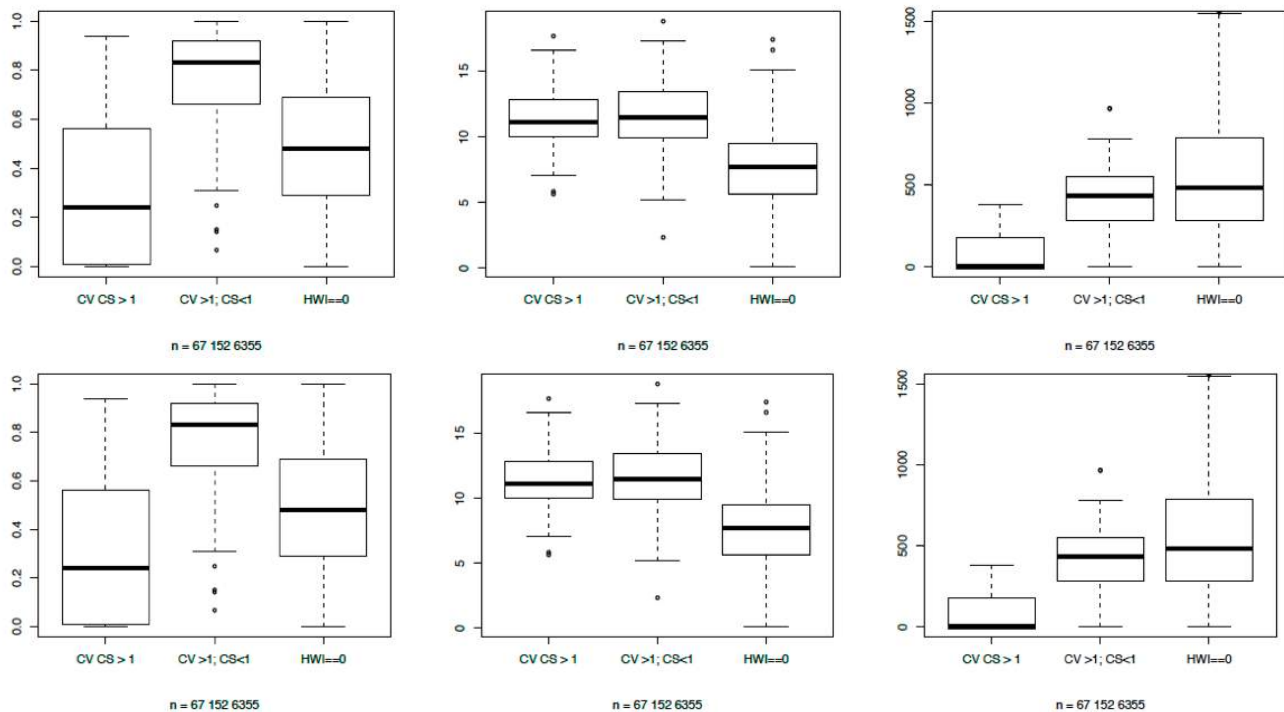 1.0
0.8
0.6
0.4
0.2
0.0
CV CS > 1 CV >1; CS<1 HWI==0
n = 67 152 6355
15
10
5
0
CV CS > 1 CV >1; CS<1 HWI==0
n = 67 152 6355
1500
1000
500
0
CV CS > 1 CV >1; CS<1 HWI==0
n = 67 152 6355
1.0
0.8
0.6
0.4
0.2
0.0
CV CS > 1 CV >1; CS<1 HWI==0
n = 67 152 6355
15
10
5
0
CV CS > 1 CV >1; CS<1 HWI==0
n = 67 152 6355
1500
1000
500
0
CV CS > 1 CV >1; CS<1 HWI==0
n = 67 152 6355